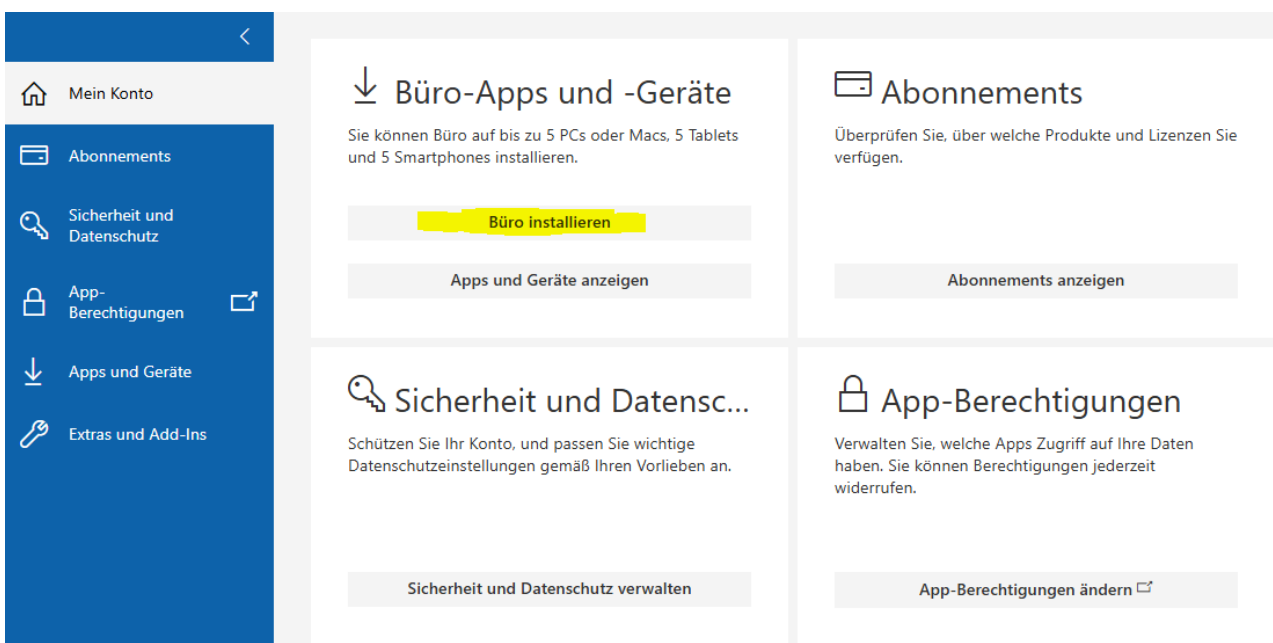 Mein Konto
Abonnements
Sicherheit und
Datenschutz
App-
Berechtigungen
Apps und Geräte
Extras und Add-Ins
Büro-Apps und -Geräte
Sie können Büro auf bis zu 5 PCs oder Macs, 5 Tablets
und 5 Smartphones installieren.
Büro installieren
Apps und Geräte anzeigen
Abonnements
Überprüfen Sie, über welche Produkte und Lizenzen Sie
verfügen.
Abonnements anzeigen
Sicherheit und Datensc...
Schützen Sie Ihr Konto, und passen Sie wichtige
Datenschutzeinstellungen gemäß Ihren Vorlieben an.
Sicherheit und Datenschutz verwalten
App-Berechtigungen
Verwalten Sie, welche Apps Zugriff auf Ihre Daten
haben. Sie können Berechtigungen jederzeit
widerrufen.
App-Berechtigungen ändern